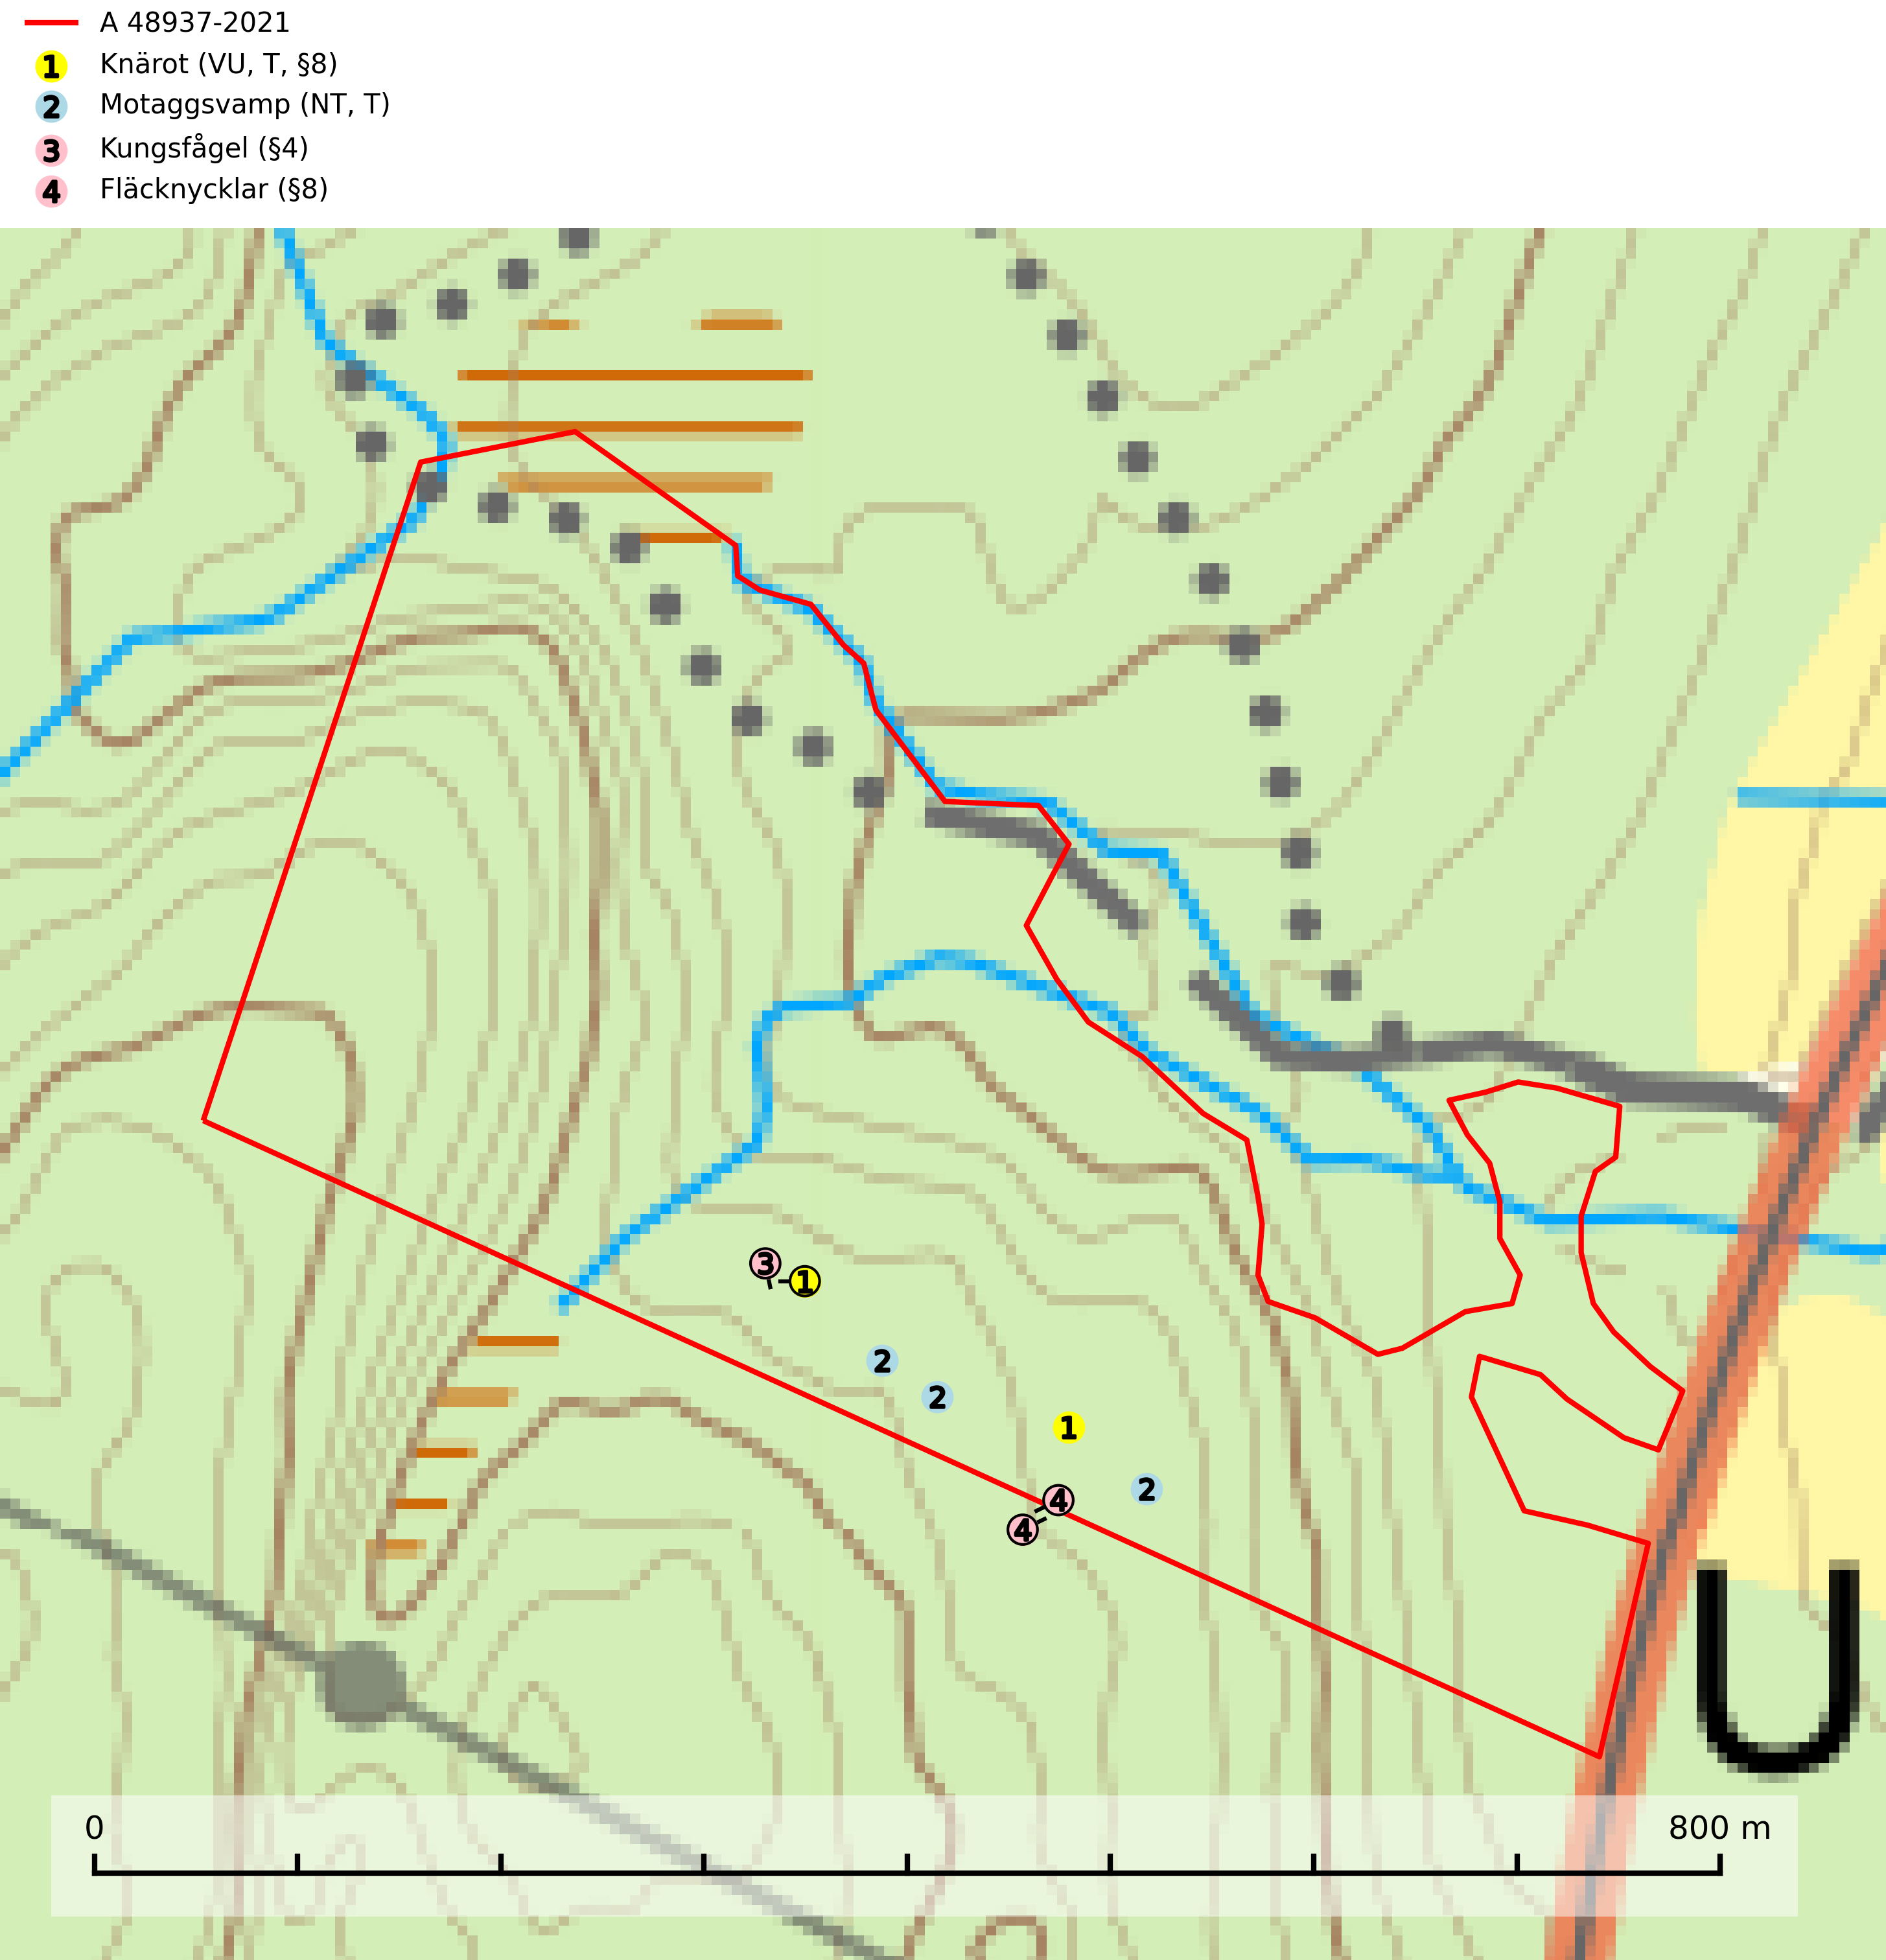 A 48937-2021
1 Knärot (VU, T, §8)
2 Motaggsvamp (NT, T)
3 Kungsfågel (§4)
4 Fläcknycklar (§8)
3
1
2
2
1
4
2
4
U
0 800 m